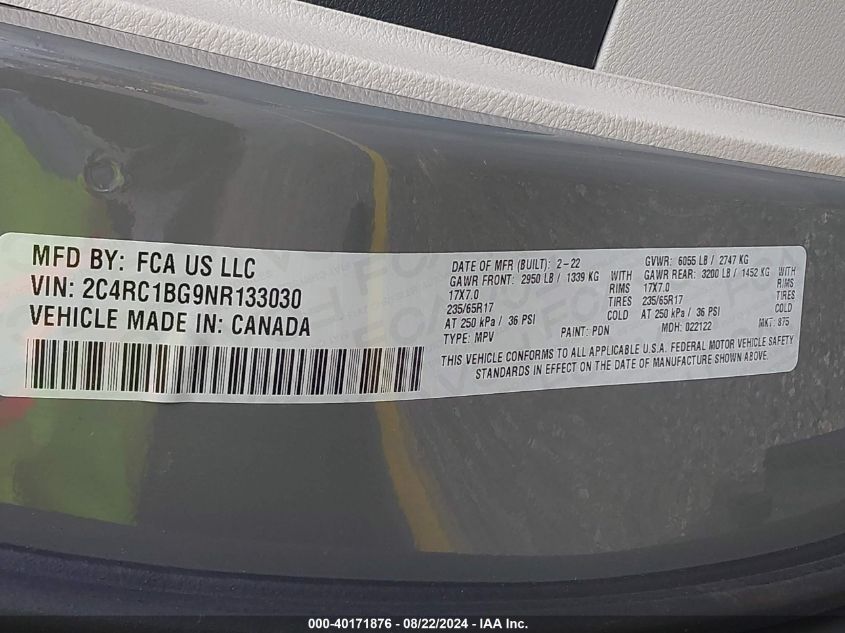 MFD BY: FCA US LLC
VIN: 2C4RC1BG9NR133030
VEHICLE MADE IN: CANADA
DATE OF MFR (BUILT): 2-22
GVWR: 6055 LB / 2747 KG
GAWR FRONT: 2950 LB / 1339 KG WITH
GAWR REAR: 3200 LB / 1452 KG WITH
17X7.0 RIMS
17X7.0 RIMS
235/65R17 TIRES
235/65R17 TIRES
AT 250 kPa / 36 PSI COLD
AT 250 kPa / 36 PSI COLD
TYPE: MPV PAINT: PDN MDH: 022122 MKT: 875
THIS VEHICLE CONFORMS TO ALL APPLICABLE U.S.A. FEDERAL MOTOR VEHICLE SAFETY
STANDARDS IN EFFECT ON THE DATE OF MANUFACTURE SHOWN ABOVE.
000-40171876 - 08/22/2024 - IAA Inc.